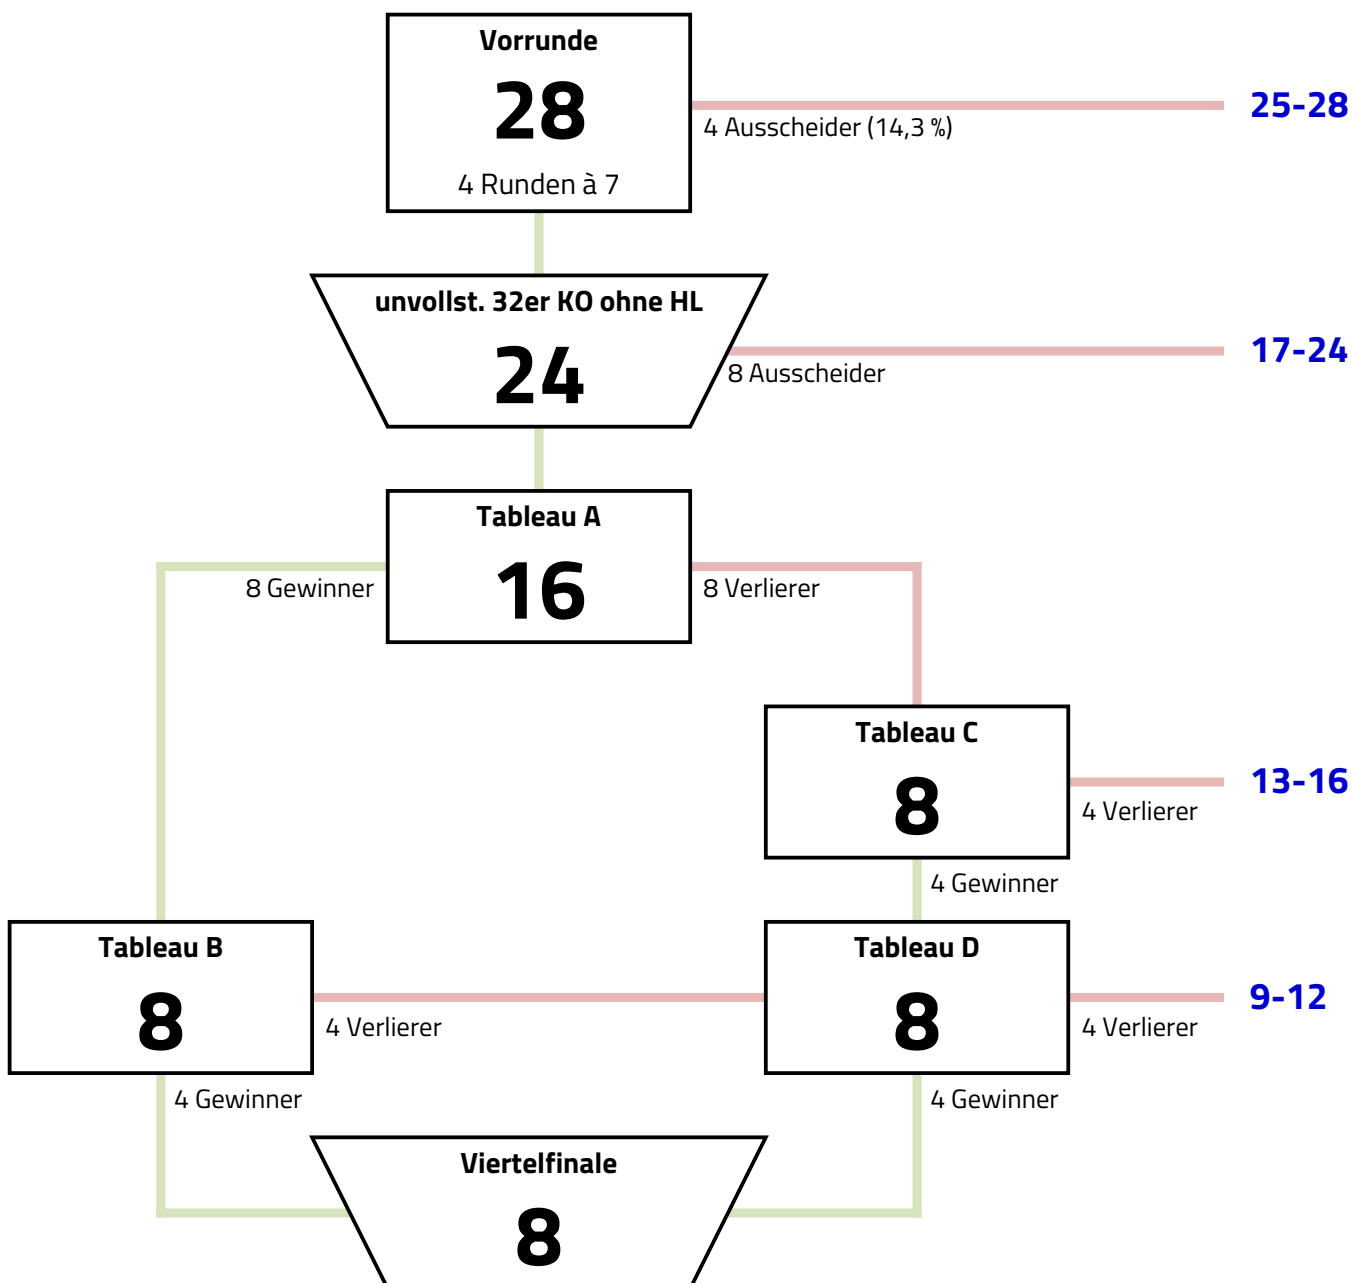 Vorrunde
28
4 Runden à 7
4 Ausscheider (14,3 %)
25-28
unvollst. 32er KO ohne HL
24
8 Ausscheider
17-24
Tableau A
16
8 Gewinner
8 Verlierer
Tableau C
8
4 Verlierer
13-16
4 Gewinner
Tableau B
8
4 Verlierer
4 Gewinner
Tableau D
8
4 Verlierer
9-12
4 Gewinner
Viertelfinale
8